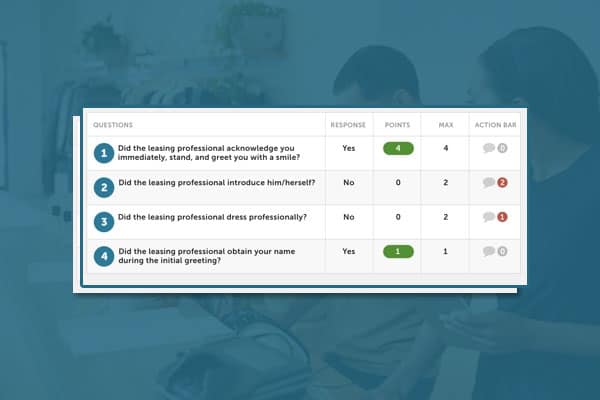 QUESTIONS RESPONSE POINTS MAX ACTION BAR
1 Did the leasing professional acknowledge you
immediately, stand, and greet you with a smile? Yes 4 4 0
2 Did the leasing professional introduce him/herself? No 0 2 2
3 Did the leasing professional dress professionally? No 0 2 1
4 Did the leasing professional obtain your name
during the initial greeting? Yes 1 1 0